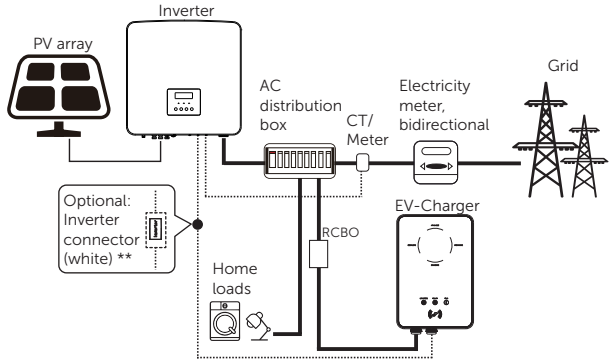 Inverter
PV array
Grid
AC
distribution
box
CT/
Meter
Electricity
meter,
bidirectional
Optional:
Inverter
connector
(white) **
EV-Charger
RCBO
Home
loads